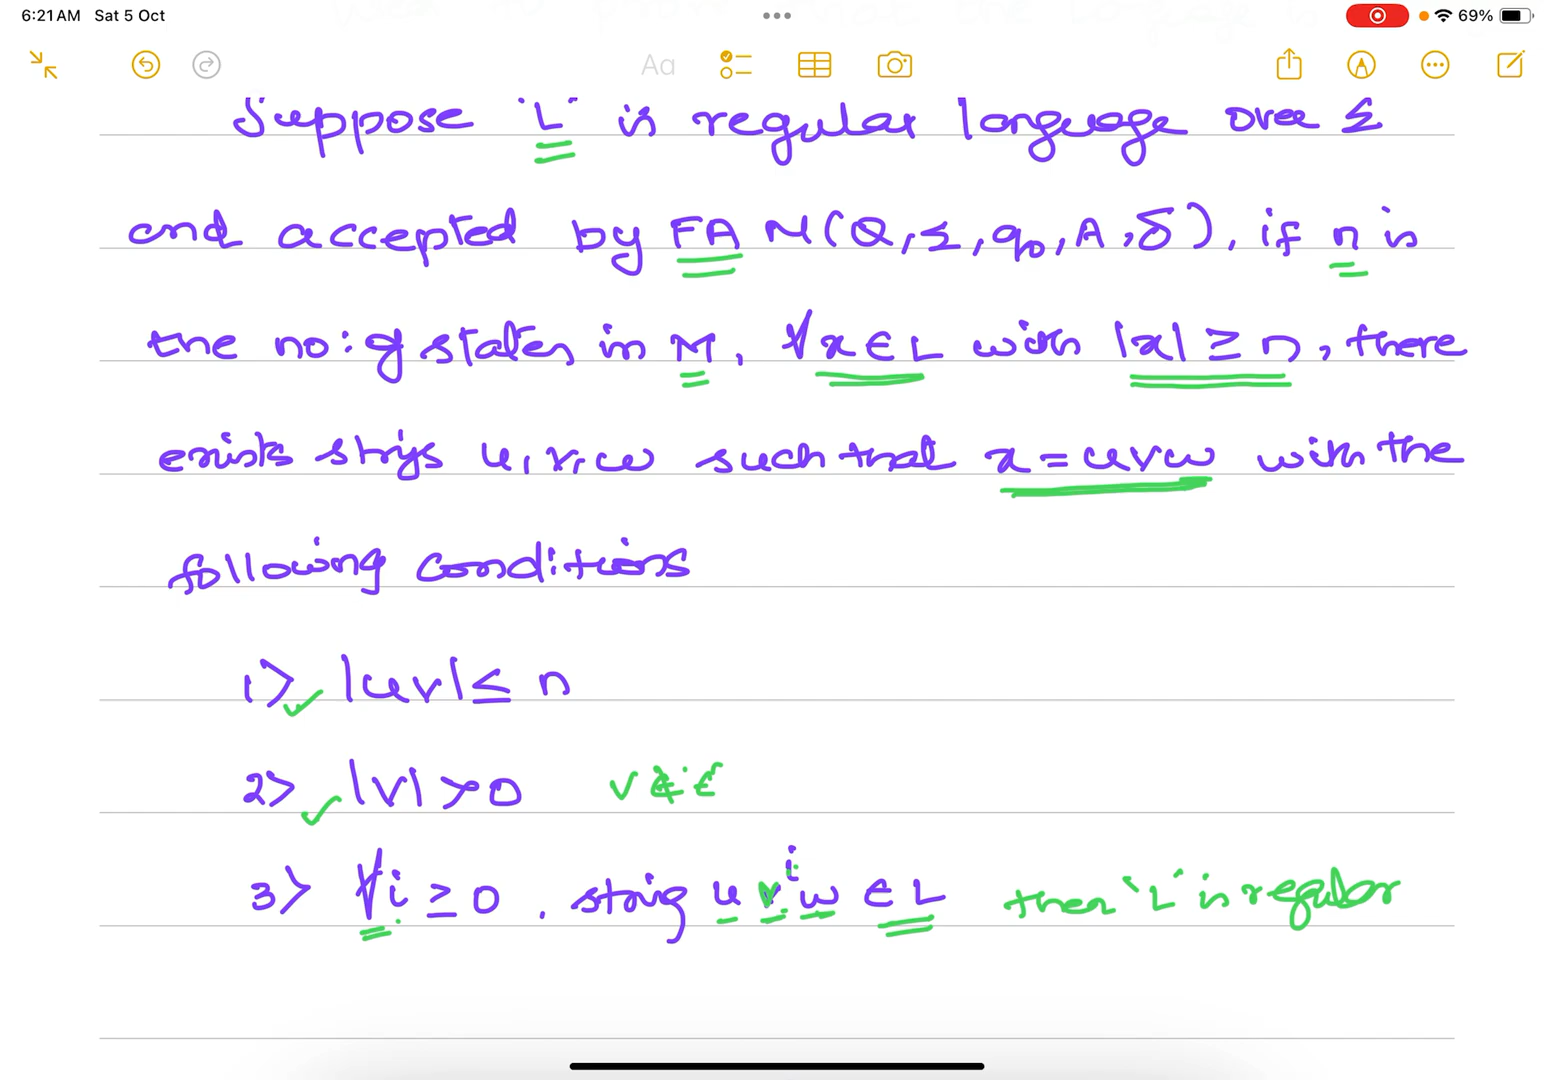 6:21 AM Sat 5 Oct
69%
Aa
Suppose 'L' is regular language over Σ
and accepted by FA M(Q, Σ, q₀, A, δ), if n is
the no: of states in M, ∀x ∈ L with |x| ≥ n, there
exists strigs u, v, w such that x = uvw with the
following conditions
1> |uv| ≤ n
2> |v| > 0 v ∉ ε
3> ∀i ≥ 0, string u vⁱ w ∈ L then 'L' is regular